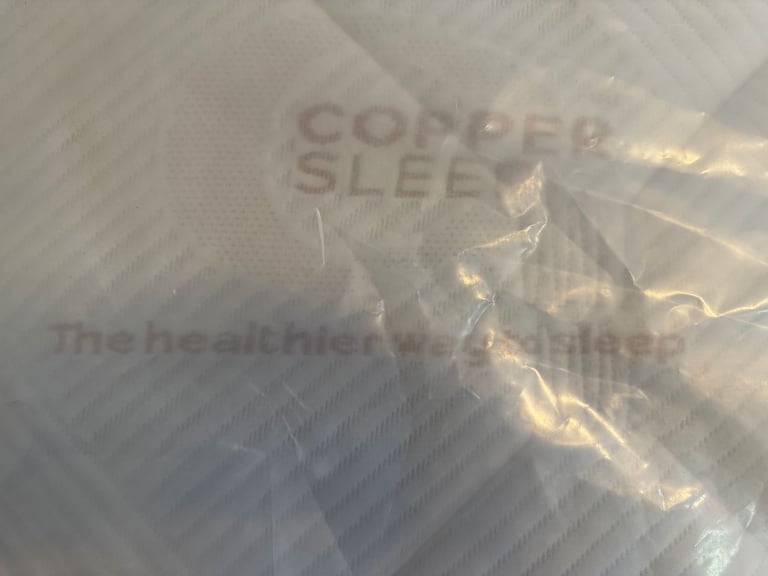 COPPER
SLEEP
The healthier way to sleep